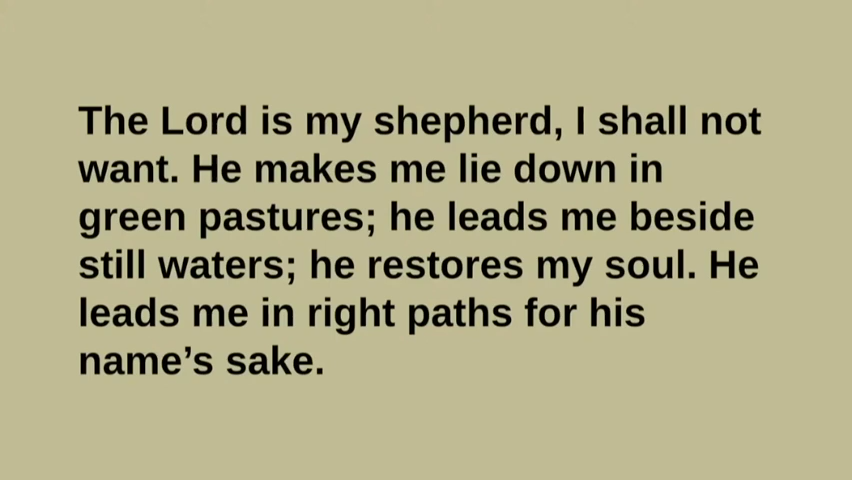 The Lord is my shepherd, I shall not
want. He makes me lie down in
green pastures; he leads me beside
still waters; he restores my soul. He
leads me in right paths for his
name’s sake.